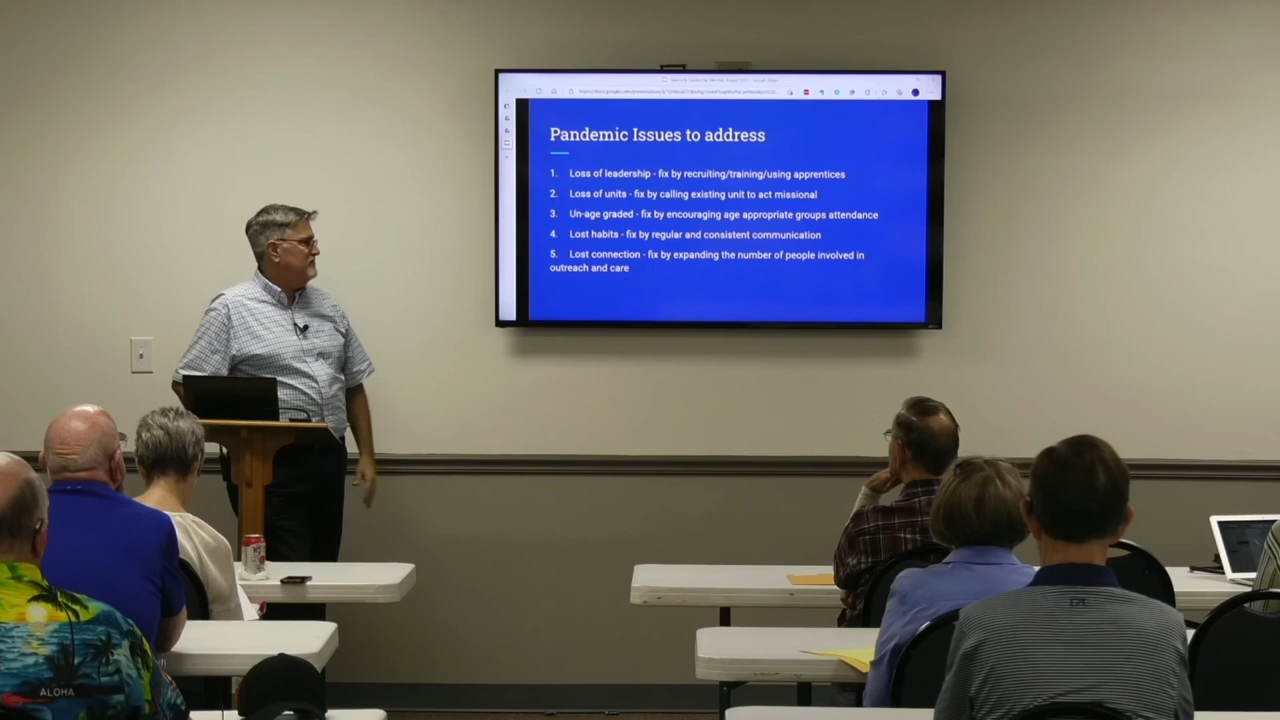 Pandemic Issues to address
1. Loss of leadership - fix by recruiting/training/using apprentices
2. Loss of units - fix by calling existing unit to act missional
3. Un-age graded - fix by encouraging age appropriate groups attendance
4. Lost habits - fix by regular and consistent communication
5. Lost connection - fix by expanding the number of people involved in
outreach and care
ALOHA